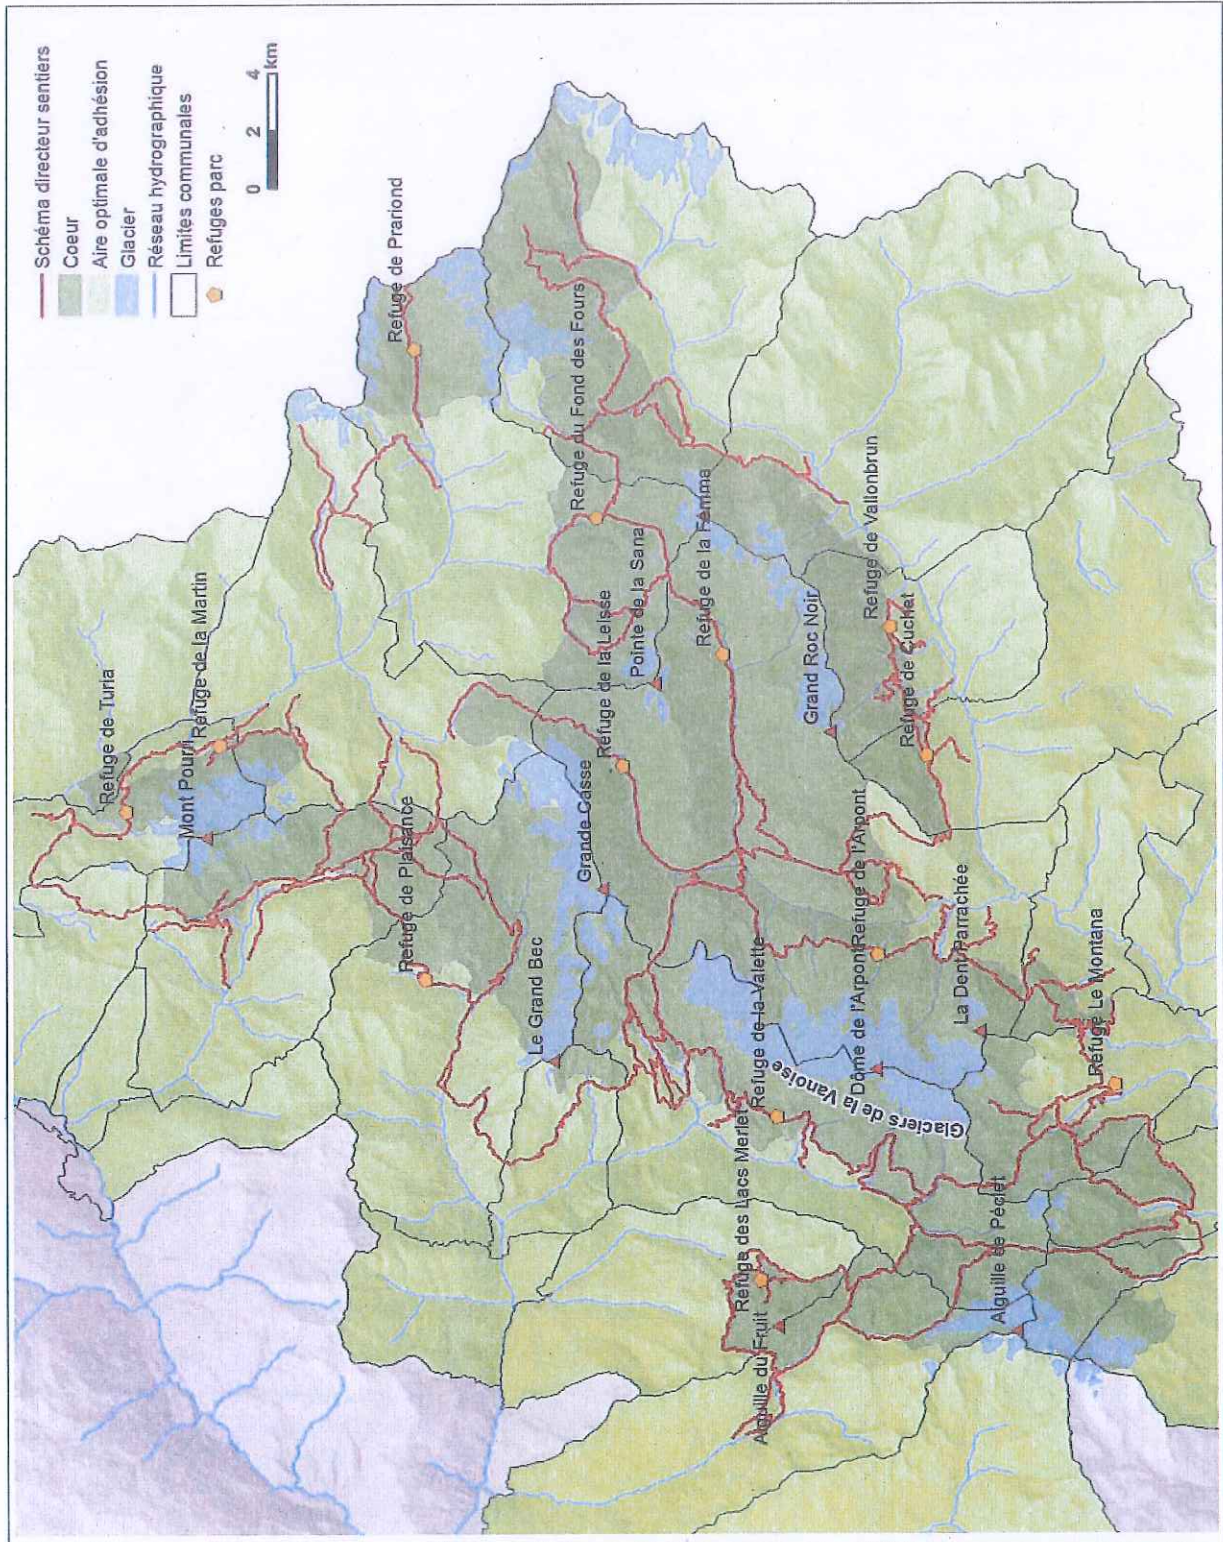 Schéma directeur sentiers
Coeur
Aire optimale d'adhésion
Glacier
Réseau hydrographique
Limites communales
Refuges parc
0 2 4
km
Refuge de Turia
Mont Pourri
Refuge de la Martin
Refuge de Prariond
Refuge de Plaisance
Le Grand Bec
Grande Casse
Refuge de la Leisse
Pointe de la Sana
Refuge du Fond des Fours
Refuge de la Femma
Grand Roc Noir
Refuge de Vallonbrun
Refuge de Cuchet
Refuge de la Valette
Glaciers de la Vanoise
Dôme de l'Arpont
Refuge de l'Arpont
La Dent Parrachée
Refuge Le Montana
Refuge des Lacs Merlet
Aiguille du Fruit
Aiguille de Péclet